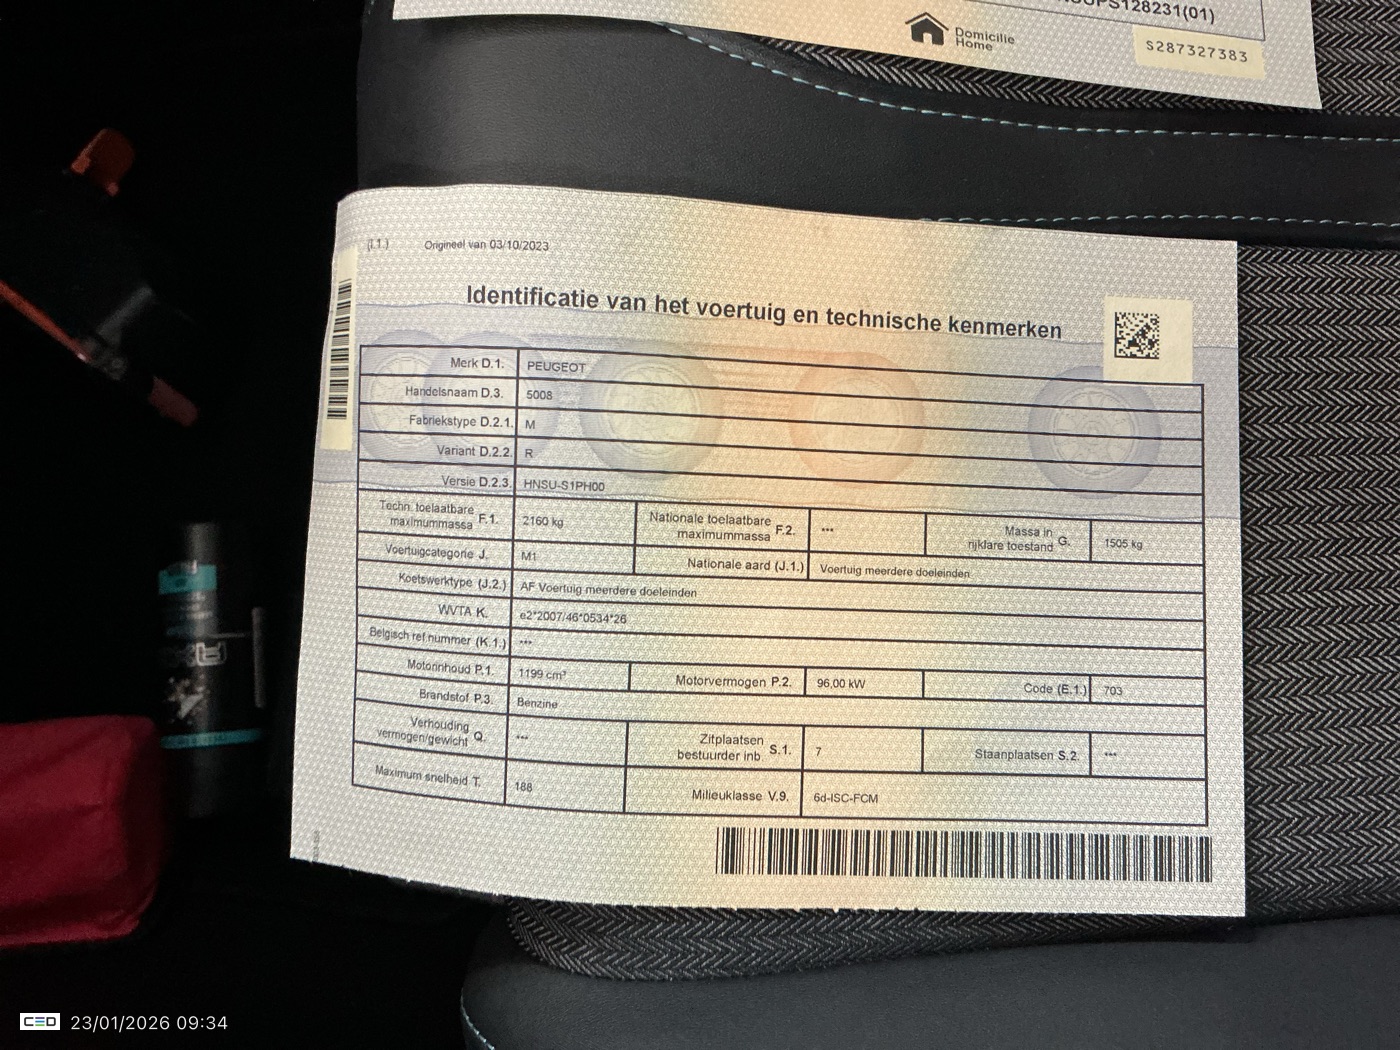 S128231(01)
Domicilie
Home
S287327383
(I.1.) Origineel van 03/10/2023
Identificatie van het voertuig en technische kenmerken
Merk D.1. PEUGEOT
Handelsnaam D.3. 5008
Fabriekstype D.2.1. M
Variant D.2.2. R
Versie D.2.3. HNSU-S1PH00
Techn. toelaatbare maximummassa F.1. 2160 kg Nationale toelaatbare maximummassa F.2. --- Massa in rijklare toestand G. 1505 kg
Voertuigcategorie J. M1 Nationale aard (J.1.) Voertuig meerdere doeleinden
Koetswerktype (J.2.) AF Voertuig meerdere doeleinden
WVTA K. e2*2007/46*0534*26
Belgisch ref.nummer (K.1.) ---
Motorinhoud P.1. 1199 cm³ Motorvermogen P.2. 96,00 kW Code (E.1.) 703
Brandstof P.3. Benzine
Verhouding vermogen/gewicht Q. --- Zitplaatsen bestuurder inb. S.1. 7 Staanplaatsen S.2. ---
Maximum snelheid T. 188 Milieuklasse V.9. 6d-ISC-FCM
CED 23/01/2026 09:34